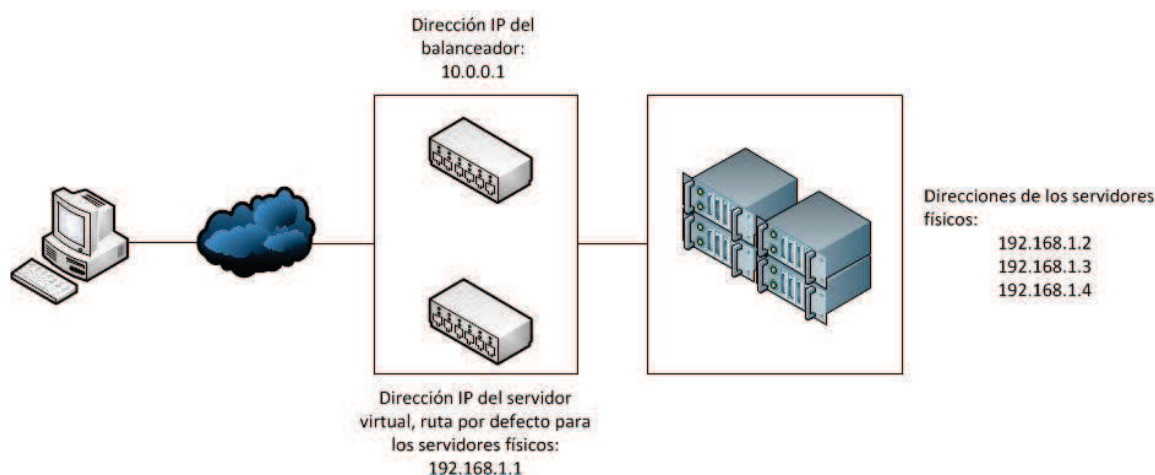 Dirección IP del
balanceador:
10.0.0.1
Direcciones de los servidores
físicos:
192.168.1.2
192.168.1.3
192.168.1.4
Dirección IP del servidor
virtual, ruta por defecto para
los servidores físicos:
192.168.1.1